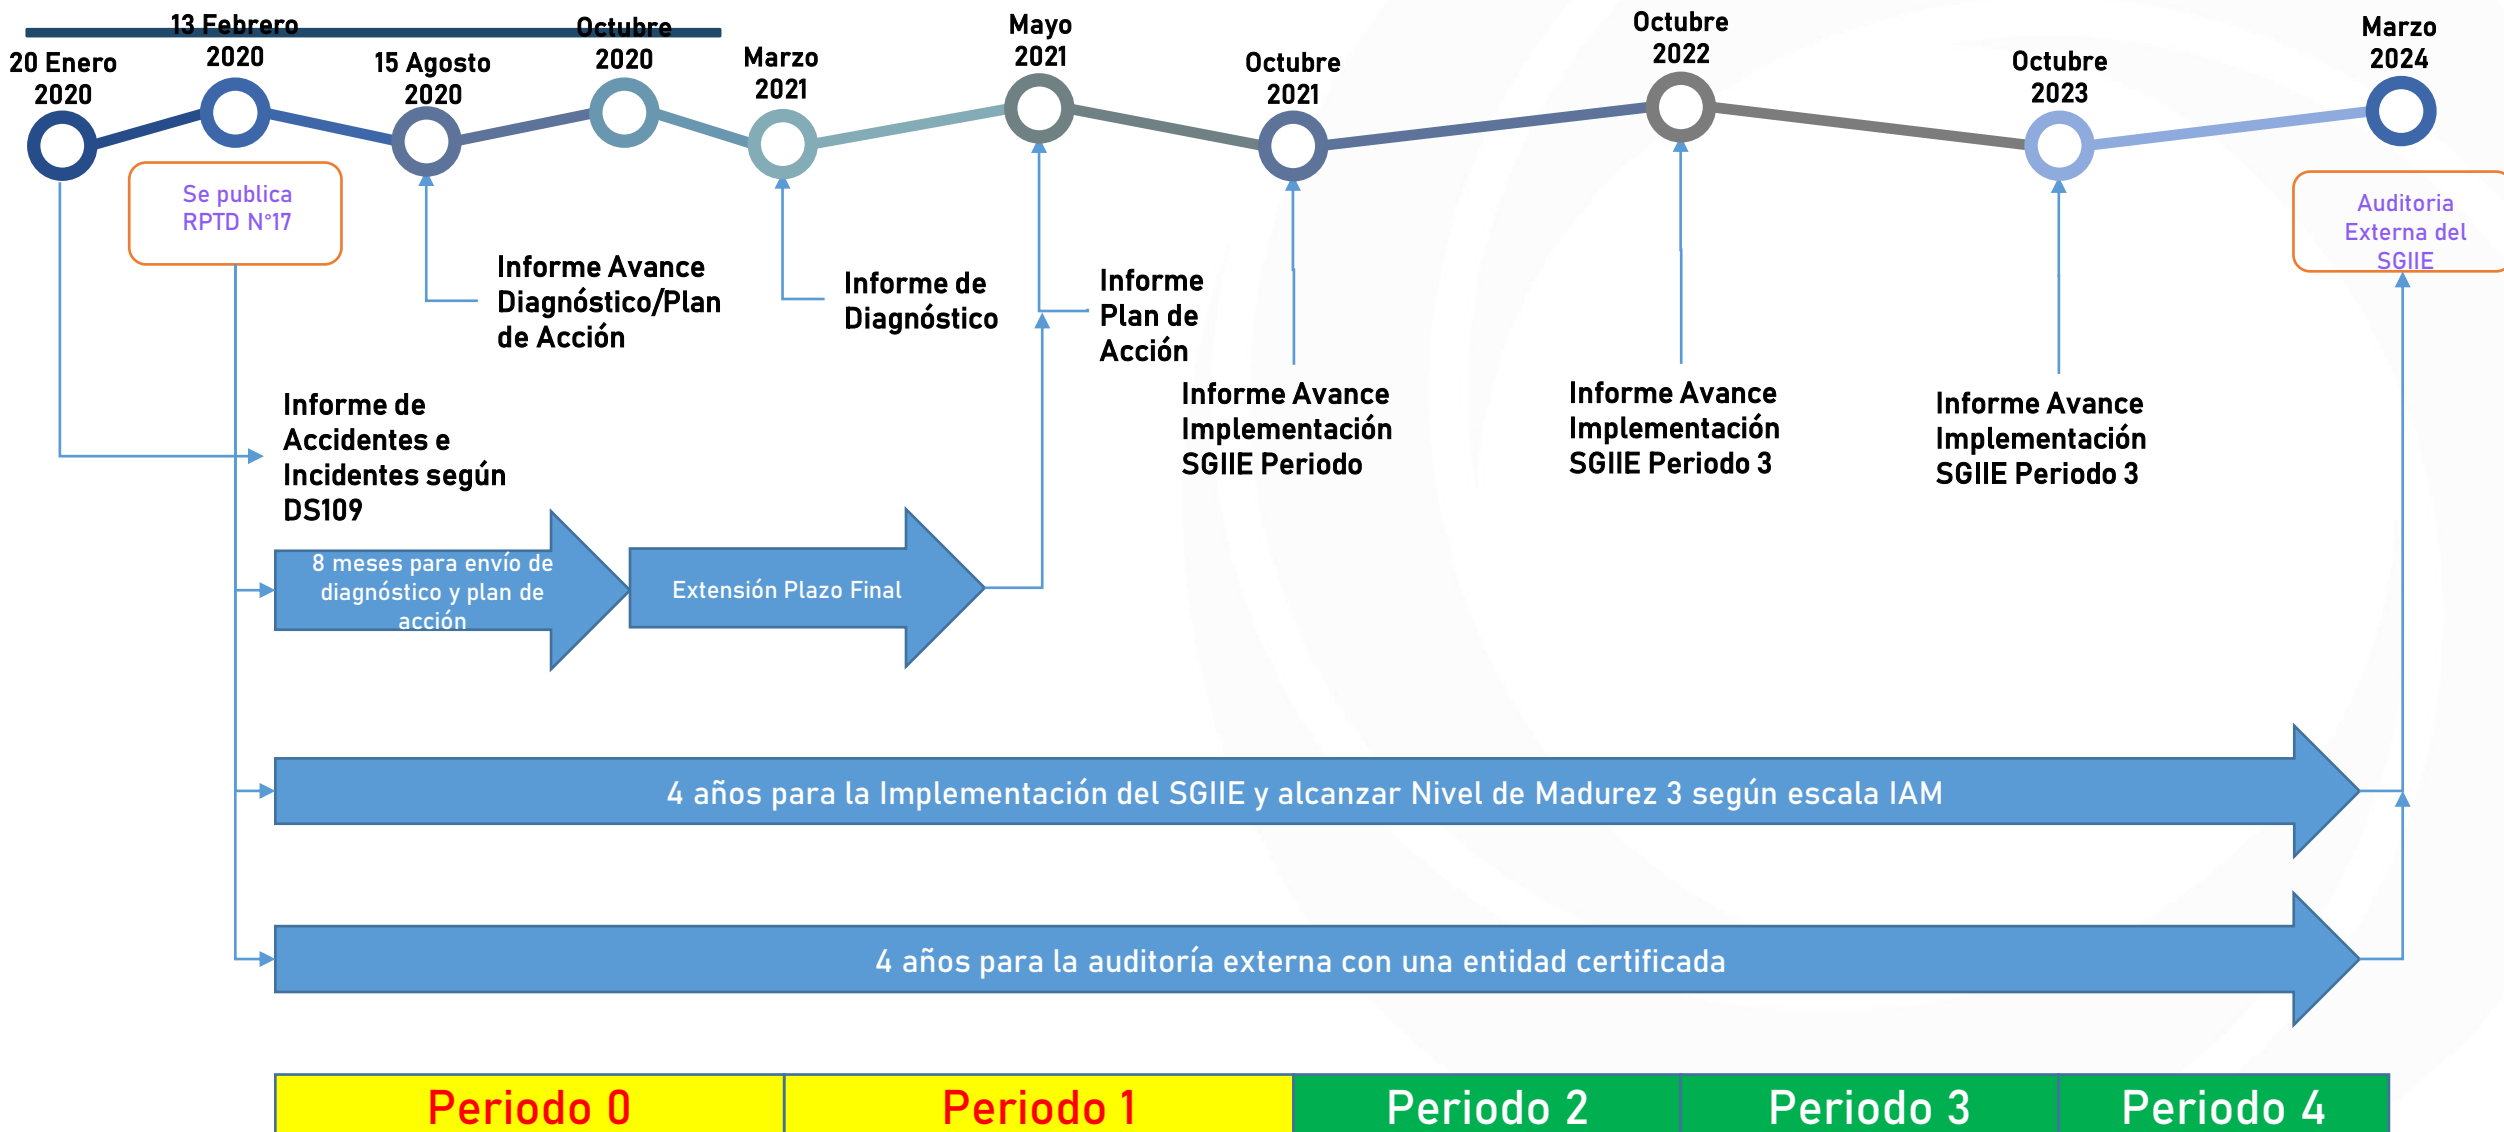 20 Enero
2020
13 Febrero
2020
15 Agosto
2020
Octubre
2020
Marzo
2021
Mayo
2021
Octubre
2021
Octubre
2022
Octubre
2023
Marzo
2024
Se publica
RPTD N°17
Auditoria
Externa del
SGIIE
Informe Avance
Diagnóstico/Plan
de Acción
Informe de
Diagnóstico
Informe
Plan de
Acción
Informe de
Accidentes e
Incidentes según
DS109
Informe Avance
Implementación
SGIIE Periodo
Informe Avance
Implementación
SGIIE Periodo 3
Informe Avance
Implementación
SGIIE Periodo 3
8 meses para envío de
diagnóstico y plan de
acción
Extensión Plazo Final
4 años para la Implementación del SGIIE y alcanzar Nivel de Madurez 3 según escala IAM
4 años para la auditoría externa con una entidad certificada
Periodo 0
Periodo 1
Periodo 2
Periodo 3
Periodo 4